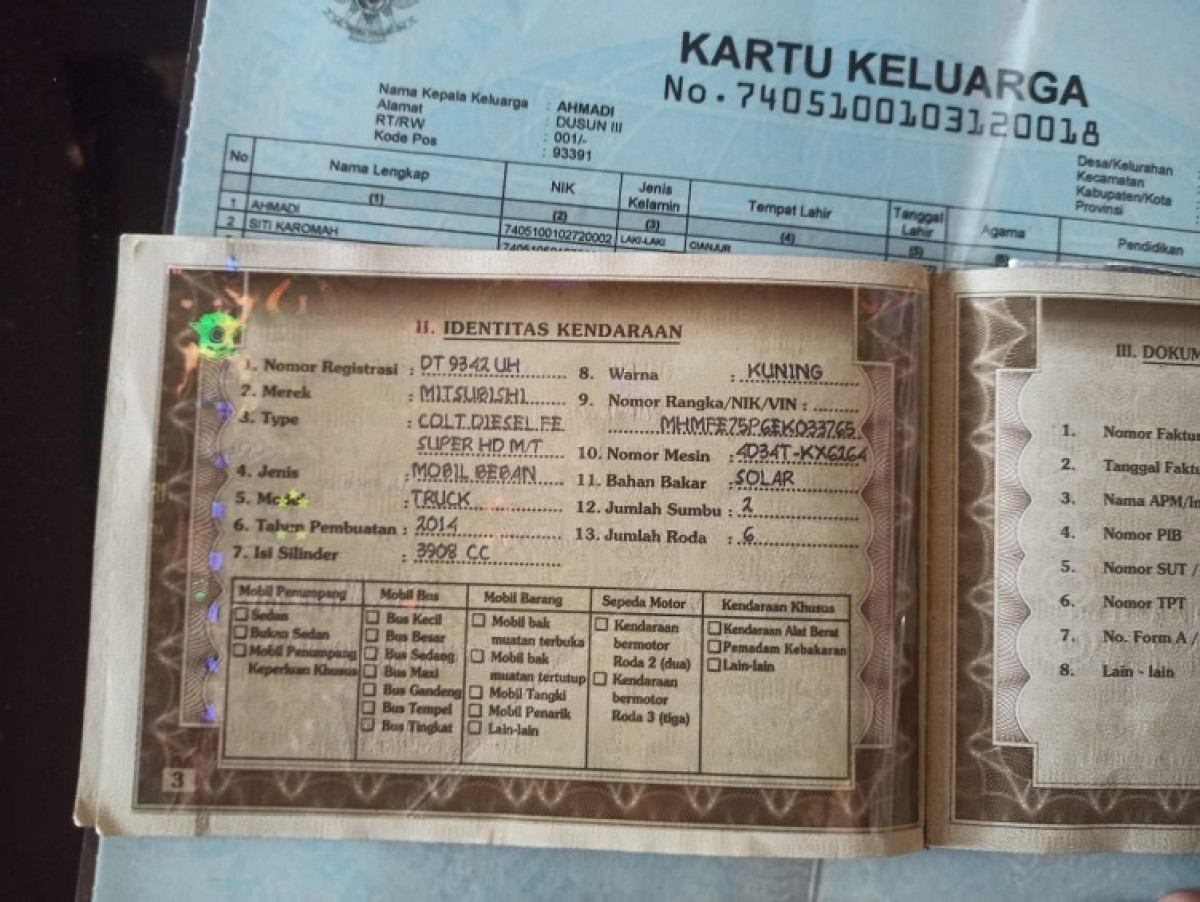 KARTU KELUARGA
No. 7405100103120018
Nama Kepala Keluarga : AHMADI
Alamat : DUSUN III
RT/RW : 001/-
Kode Pos : 93391
Desa/Kelurahan
Kecamatan
Kabupaten/Kota
Provinsi
No Nama Lengkap NIK Jenis Kelamin Tempat Lahir Tanggal Lahir Agama Pendidikan
(1) (2) (3) (4) (5)
1 AHMADI 7405100102720002 LAKI-LAKI CIANJUR
2 SITI KAROMAH
II. IDENTITAS KENDARAAN
1. Nomor Registrasi : DT 9342 UH
2. Merek : MITSUBISHI
3. Type : COLT DIESEL FE
SUPER HD M/T
4. Jenis : MOBIL BEBAN
5. : TRUCK
6. Tahun Pembuatan : 2014
7. Isi Silinder : 3908 CC
8. Warna : KUNING
9. Nomor Rangka/NIK/VIN :
MHMFE75P6EK033765
10. Nomor Mesin : 4D34T-KX6264
11. Bahan Bakar : SOLAR
12. Jumlah Sumbu : 2
13. Jumlah Roda : 6
Mobil Penumpang
Sedan
Bukan Sedan
Mobil Penumpang
Keperluan Khusus
Mobil Bus
Bus Kecil
Bus Besar
Bus Sedang
Bus Maxi
Bus Gandeng
Bus Tempel
Bus Tingkat
Mobil Barang
Mobil bak
muatan terbuka
Mobil bak
muatan tertutup
Mobil Tangki
Mobil Penarik
Lain-lain
Sepeda Motor
Kendaraan
bermotor
Roda 2 (dua)
Kendaraan
bermotor
Roda 3 (tiga)
Kendaraan Khusus
Kendaraan Alat Berat
Pemadam Kebakaran
Lain-lain
3
III. DOKUM
1. Nomor Faktu
2. Tanggal Faktu
3. Nama APM/I
4. Nomor PIB
5. Nomor SUT /
6. Nomor TPT
7. No. Form A /
8. Lain - lain